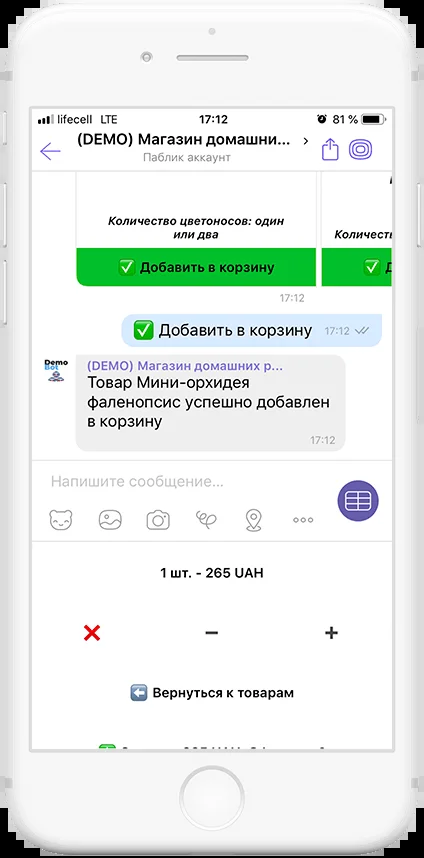 lifecell LTE 17:12 81 %
(DEMO) Магазин домашни...
Паблик аккаунт
Количество цветоносов: один
или два
Количесть
Добавить в корзину
17:12
Добавить в корзину 17:12
Demo
Bot
(DEMO) Магазин домашних р...
Товар Мини-орхидея
фаленопсис успешно добавлен
в корзину
17:12
Напишите сообщение...
1 шт. - 265 UAH
Вернуться к товарам